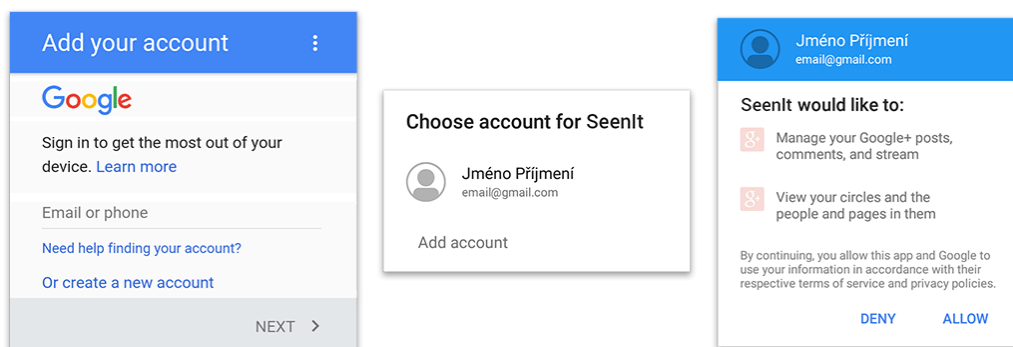 Add your account
Google
Sign in to get the most out of your
device. Learn more
Email or phone
Need help finding your account?
Or create a new account
NEXT
Choose account for SeenIt
Jméno Příjmení
email@gmail.com
Add account
Jméno Příjmení
email@gmail.com
SeenIt would like to:
g+
Manage your Google+ posts,
comments, and stream
g+
View your circles and the
people and pages in them
By continuing, you allow this app and Google to
use your information in accordance with their
respective terms of service and privacy policies.
DENY
ALLOW